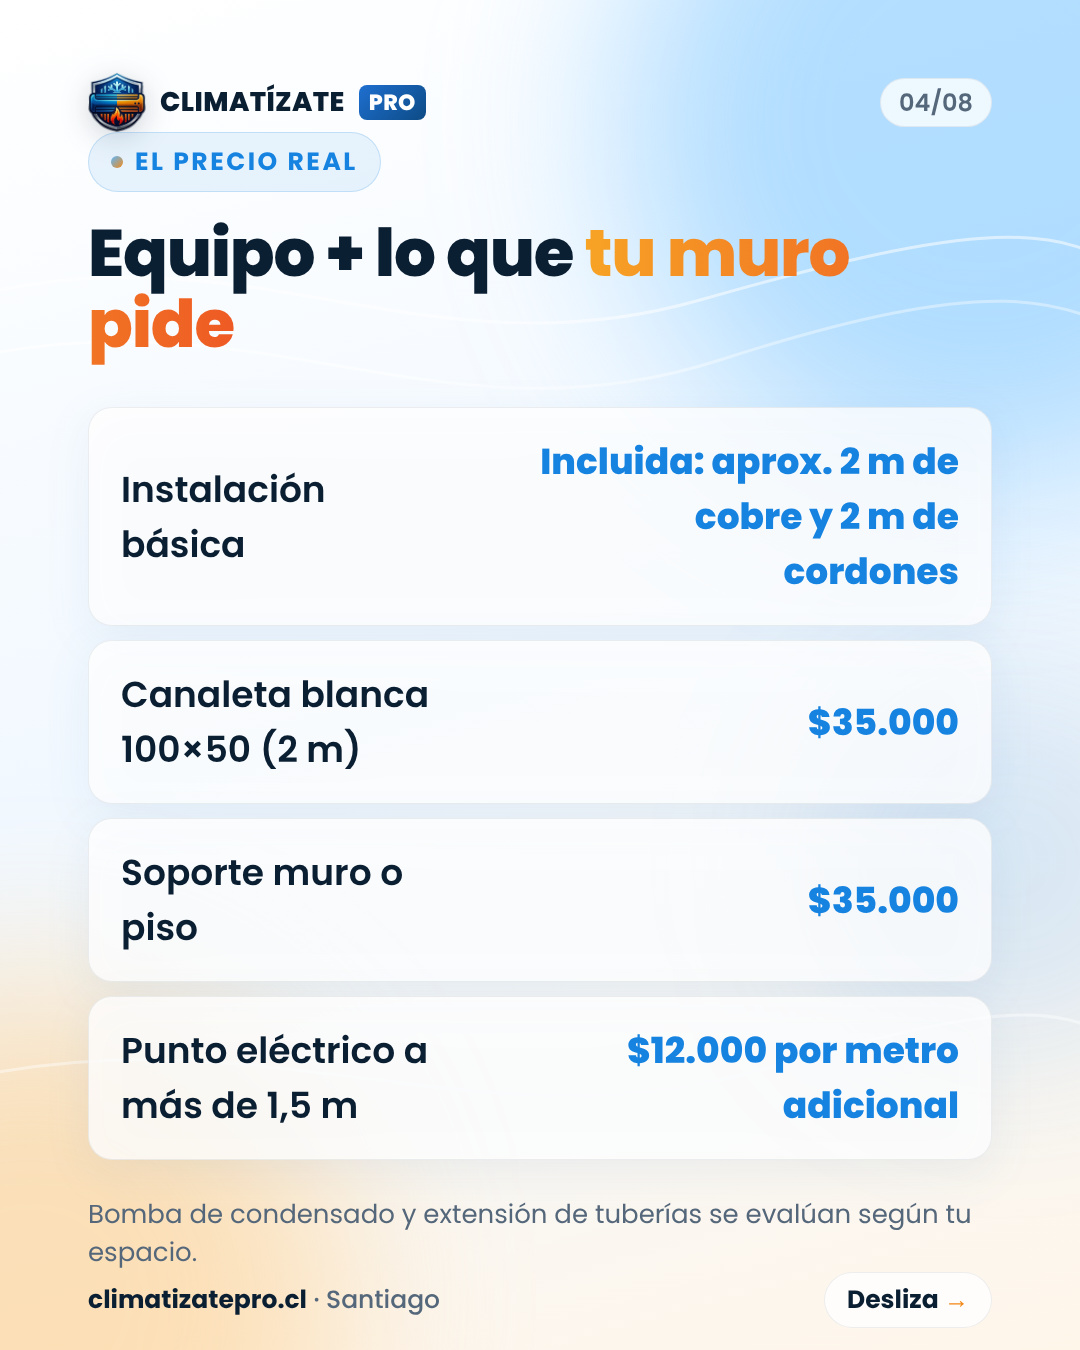 CLIMATÍZATE PRO
04/08
EL PRECIO REAL
Equipo + lo que tu muro
pide
Instalación
básica
Incluida: aprox. 2 m de
cobre y 2 m de
cordones
Canaleta blanca
100×50 (2 m)
$35.000
Soporte muro o
piso
$35.000
Punto eléctrico a
más de 1,5 m
$12.000 por metro
adicional
Bomba de condensado y extensión de tuberías se evalúan según tu
espacio.
climatizatepro.cl · Santiago
Desliza →